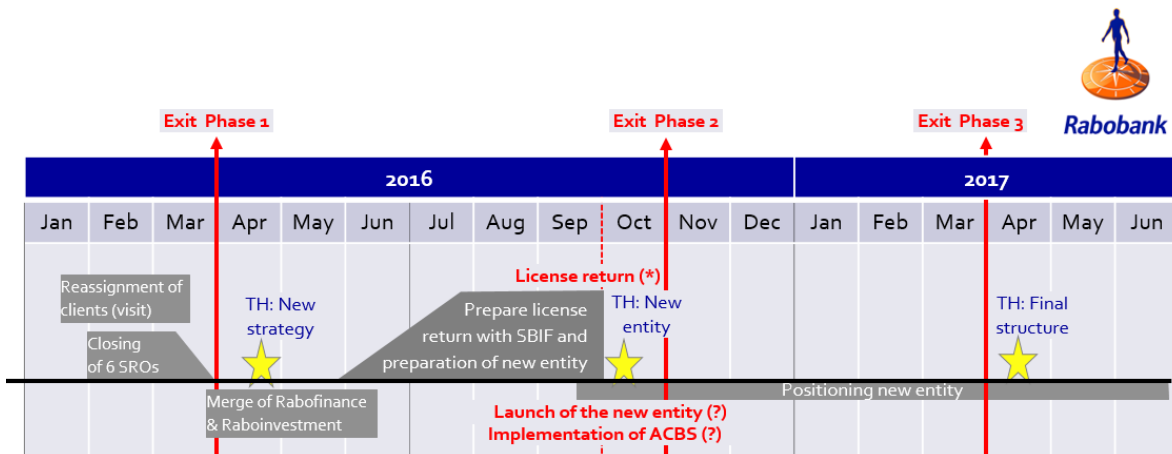 Rabobank
Exit Phase 1
Exit Phase 2
Exit Phase 3
2016
2017
Jan Feb Mar Apr May Jun Jul Aug Sep Oct Nov Dec Jan Feb Mar Apr May Jun
License return (*)
Reassignment of
clients (visit)
Closing
of 6 SROs
TH: New
strategy
Prepare license
return with SBIF and
preparation of new entity
TH: New
entity
TH: Final
structure
Positioning new entity
Merge of Rabofinance
& Raboinvestment
Launch of the new entity (?)
Implementation of ACBS (?)